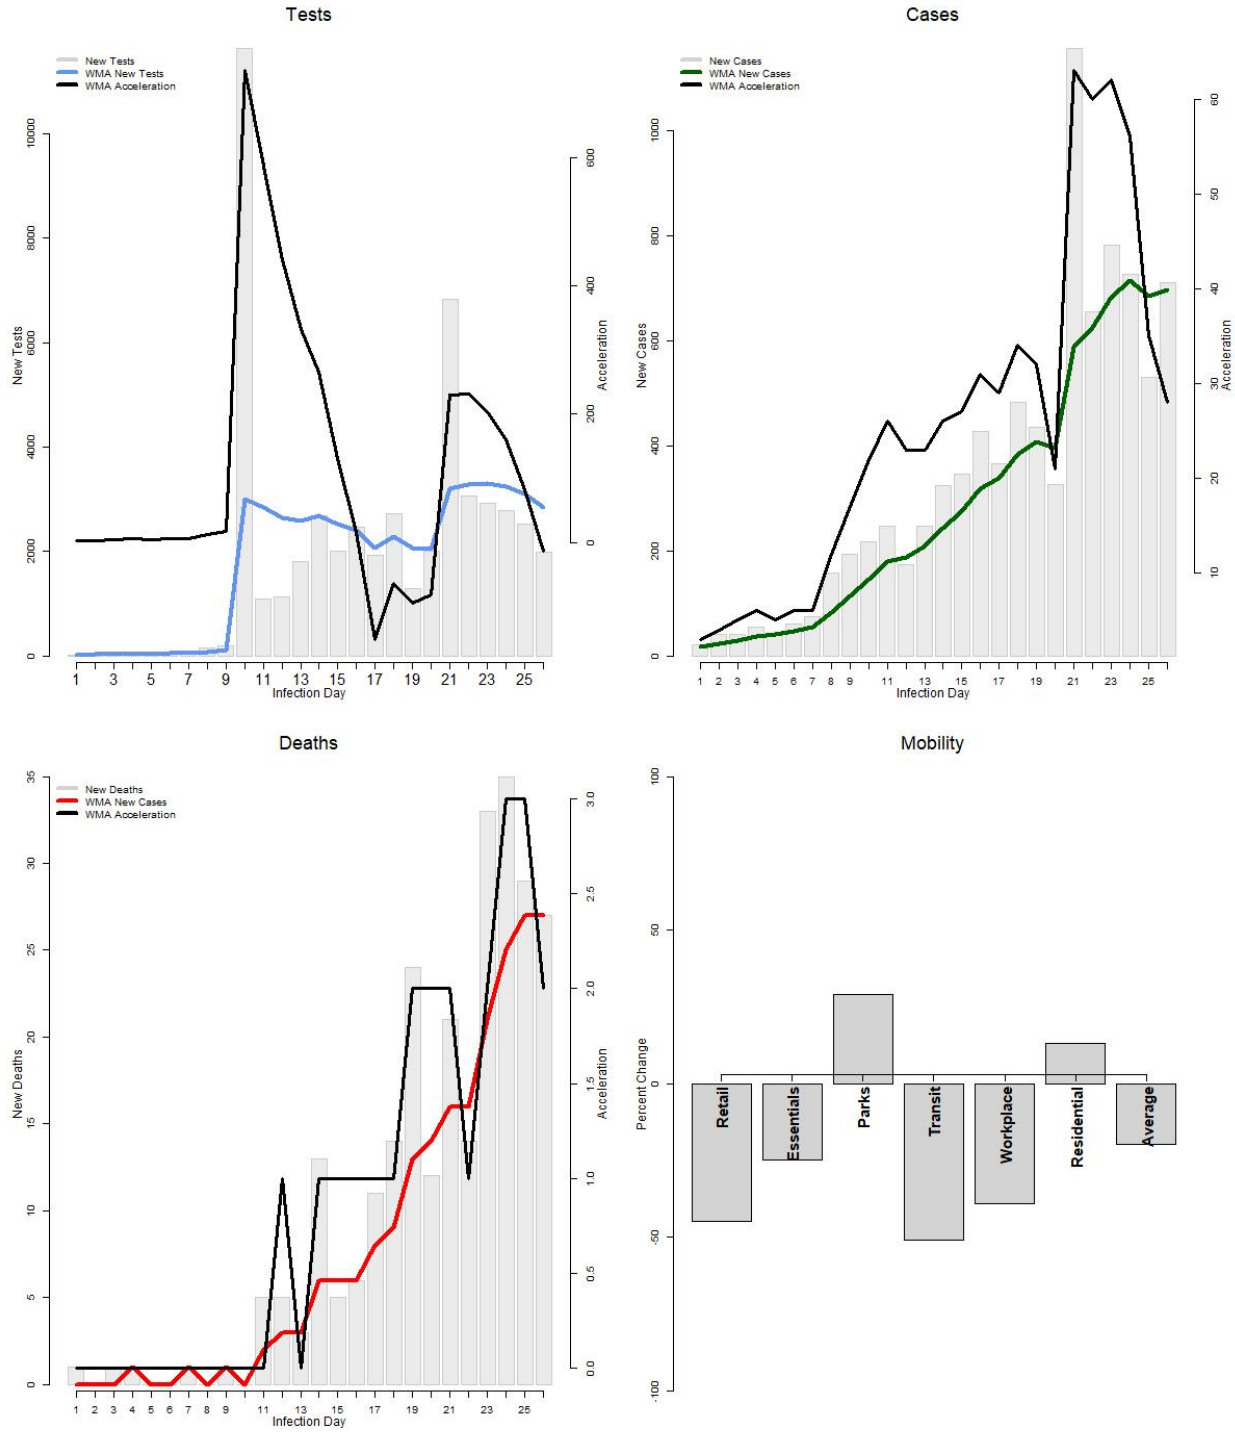 Tests
New Tests
WMA New Tests
WMA Acceleration
New Tests
0
2000
4000
6000
8000
10000
Acceleration
0
200
400
600
1 3 5 7 9 11 13 15 17 19 21 23 25
Infection Day
Cases
New Cases
WMA New Cases
WMA Acceleration
New Cases
0
200
400
600
800
1000
Acceleration
10
20
30
40
50
60
1 2 3 4 5 6 7 8 9 11 13 15 17 19 21 23 25
Infection Day
Deaths
New Deaths
WMA New Cases
WMA Acceleration
New Deaths
0
5
10
15
20
25
30
35
Acceleration
0.0
0.5
1.0
1.5
2.0
2.5
3.0
1 2 3 4 5 6 7 8 9 11 13 15 17 19 21 23 25
Infection Day
Mobility
Percent Change
-100
-50
0
50
100
Retail
Essentials
Parks
Transit
Workplace
Residential
Average